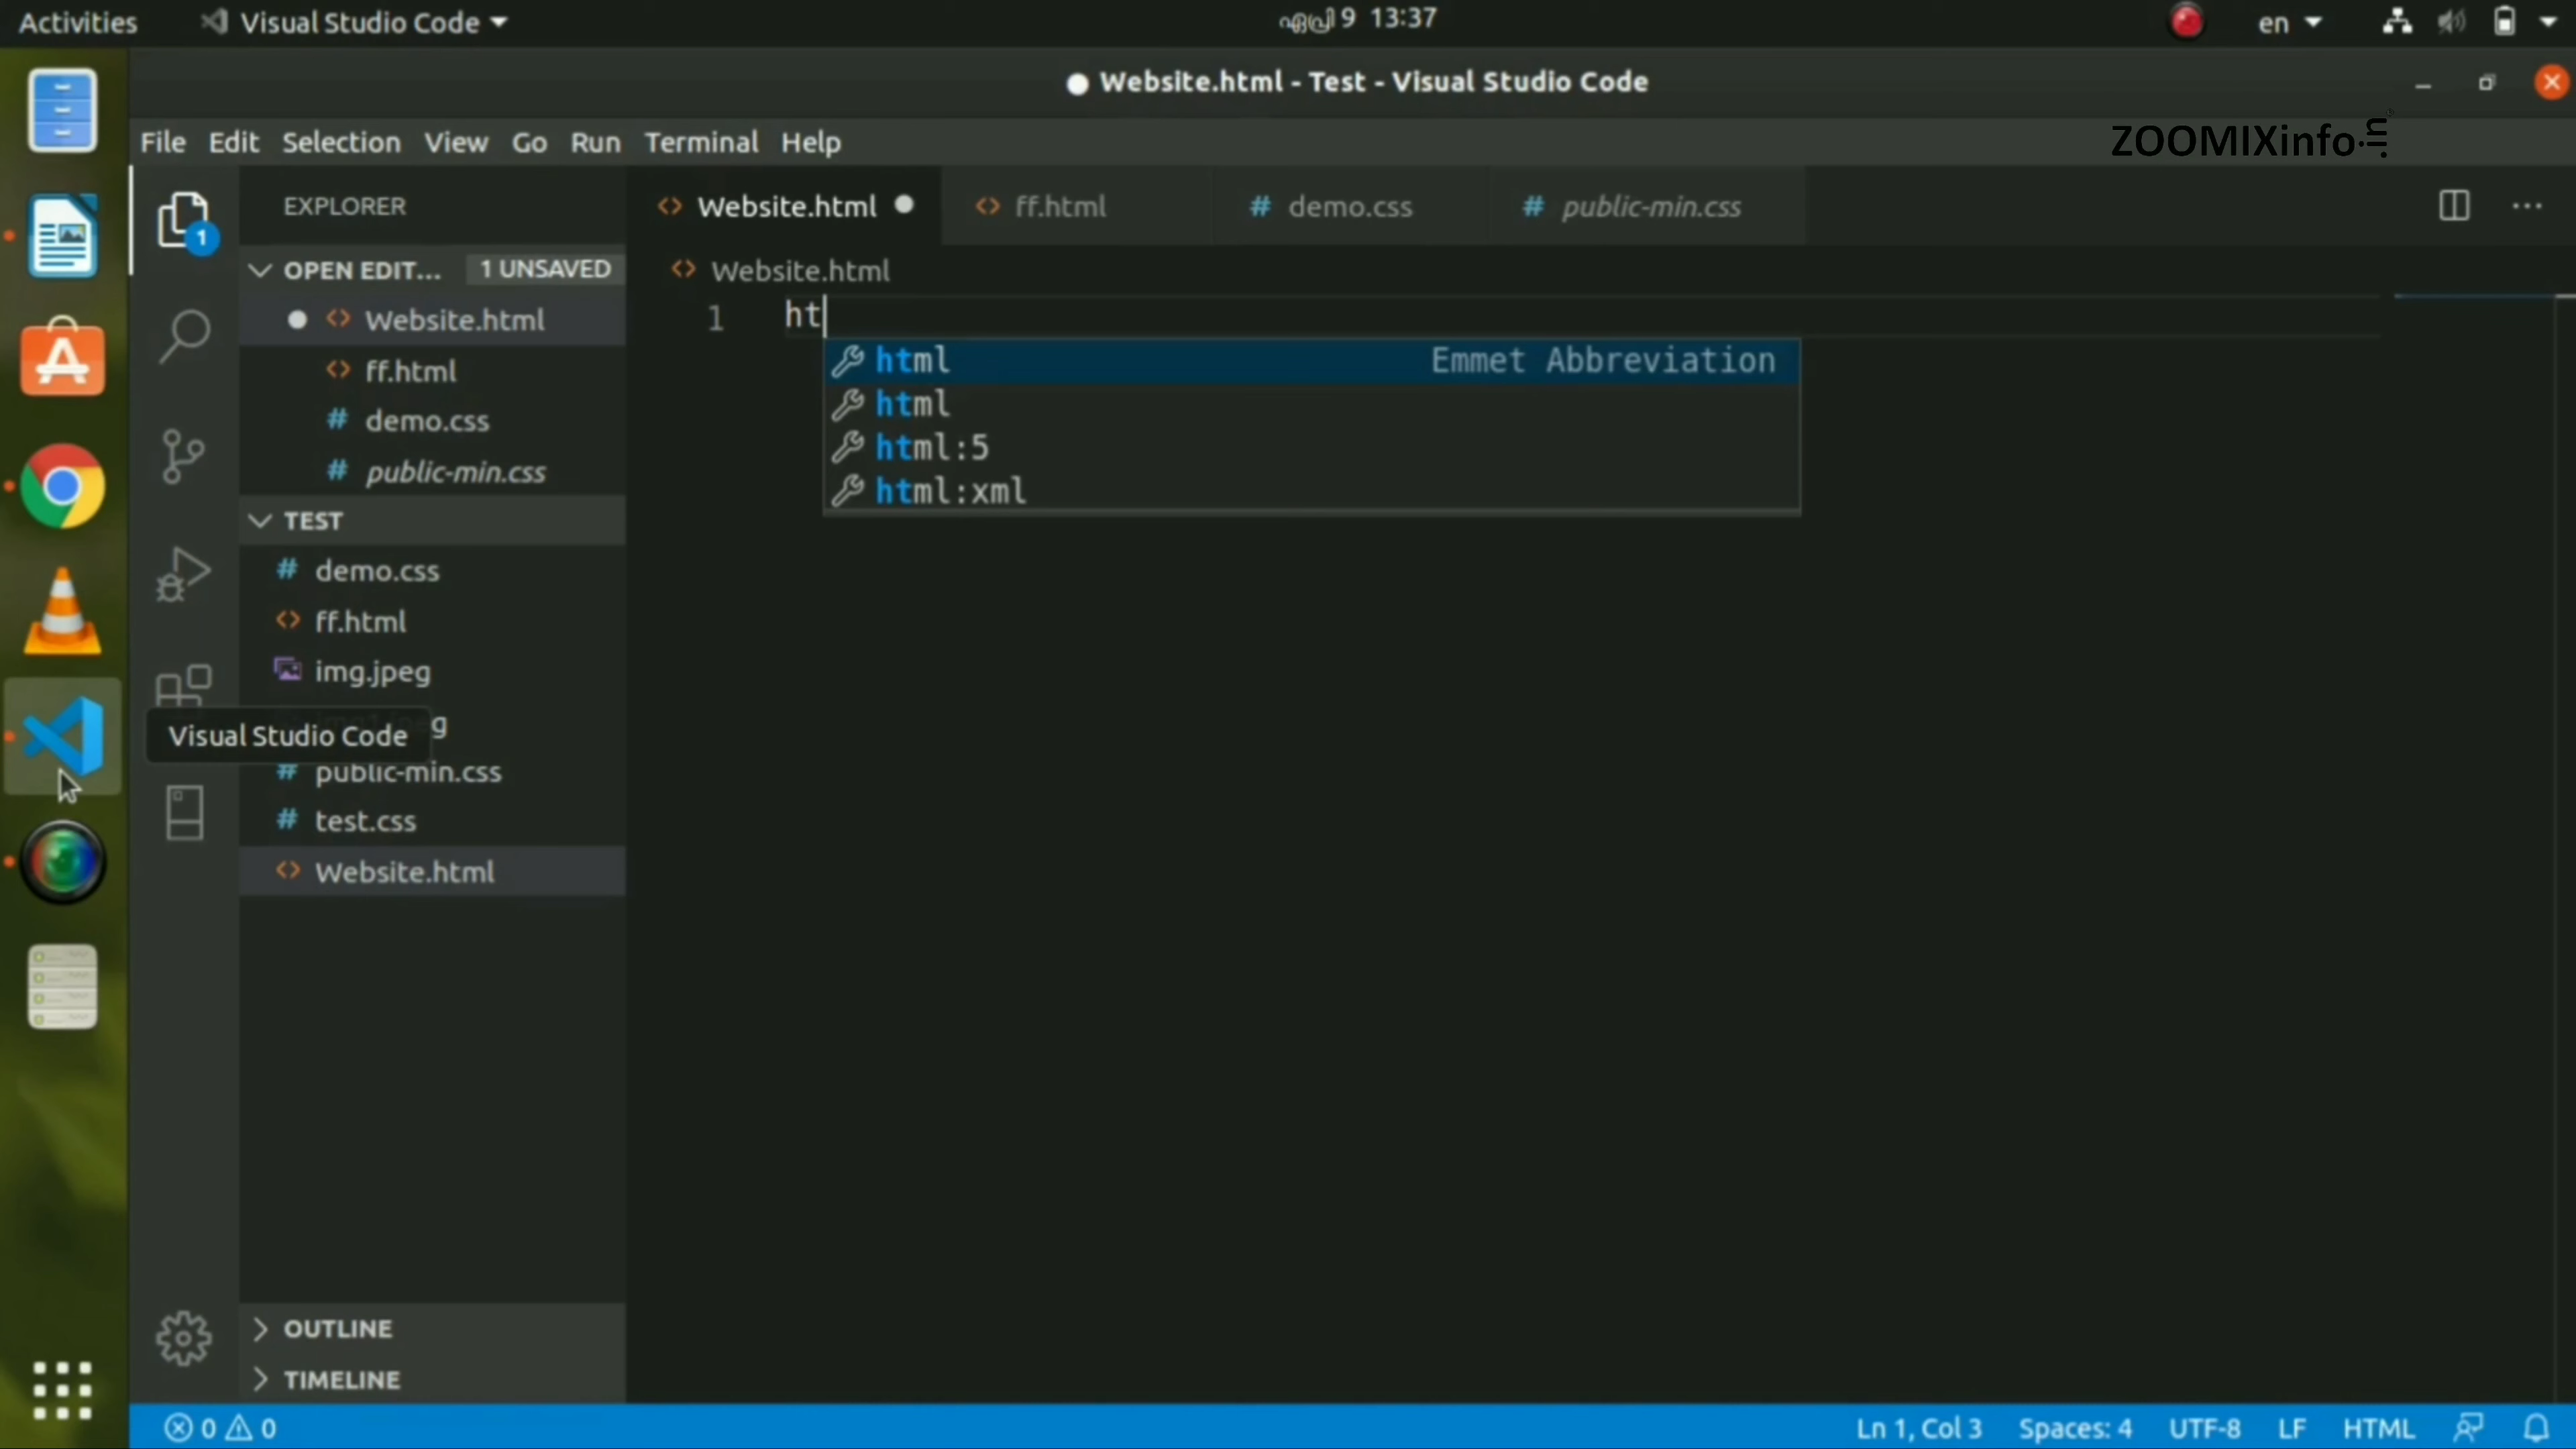 Activities
Visual Studio Code
ഏപ്രി 9 13:37
en
Website.html - Test - Visual Studio Code
File Edit Selection View Go Run Terminal Help
ZOOMIXinfo.in
EXPLORER
1
OPEN EDIT... 1 UNSAVED
Website.html
ff.html
demo.css
public-min.css
TEST
demo.css
ff.html
img.jpeg
Visual Studio Code
public-min.css
test.css
Website.html
OUTLINE
TIMELINE
Website.html ff.html demo.css public-min.css
Website.html
1 ht
html Emmet Abbreviation
html
html:5
html:xml
0 0
Ln 1, Col 3 Spaces: 4 UTF-8 LF HTML